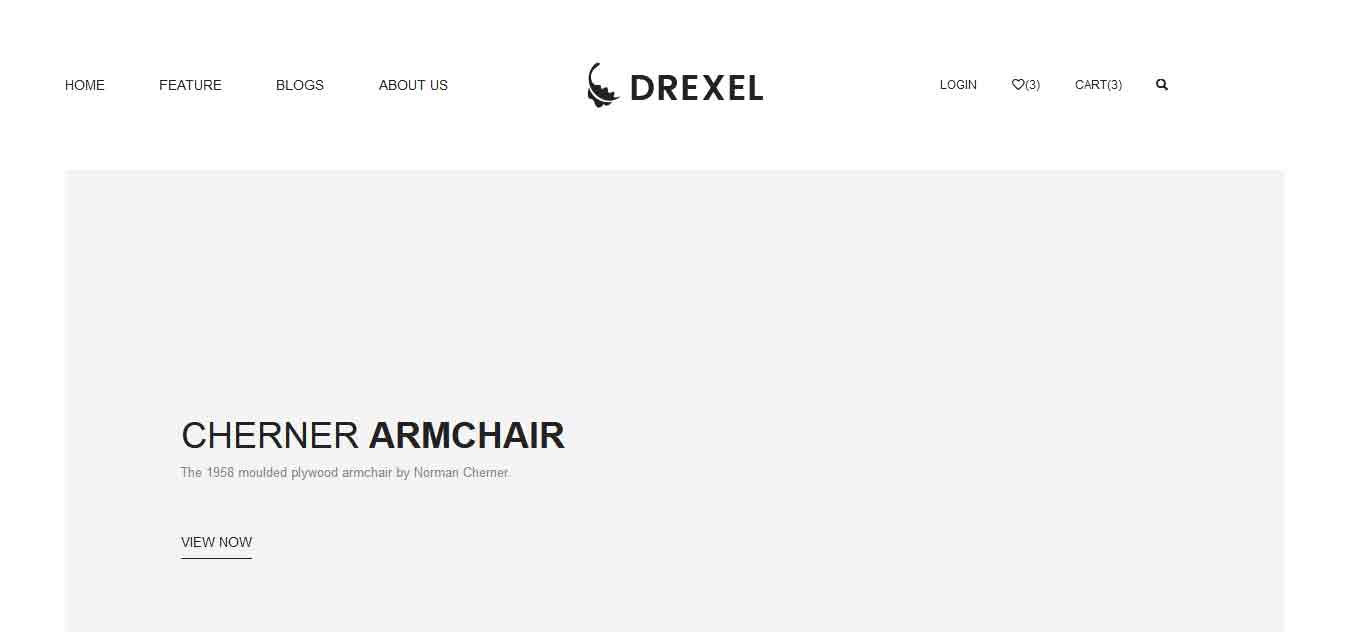 HOME FEATURE BLOGS ABOUT US DREXEL LOGIN (3) CART(3)
CHERNER ARMCHAIR
The 1958 moulded plywood armchair by Norman Cherner.
VIEW NOW